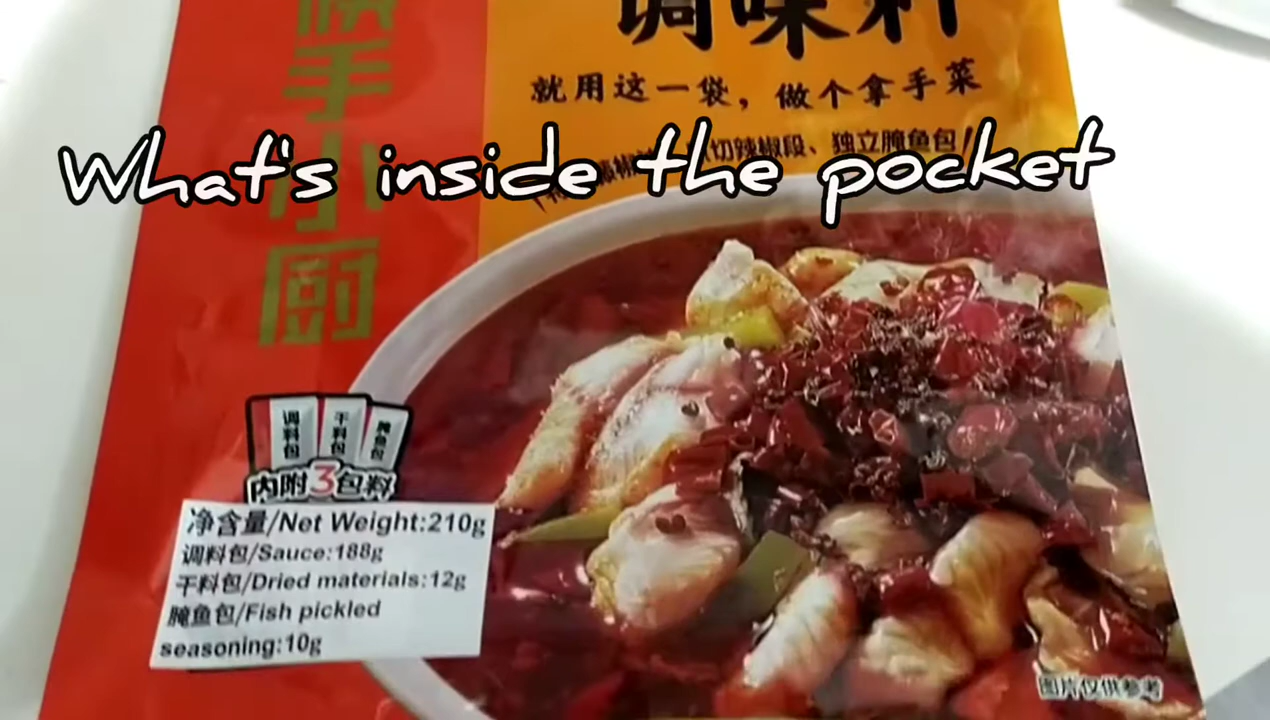 调味料
快手小厨
就用这一袋，做个拿手菜
切辣椒段、独立腌鱼包
What's inside the pocket
调料包
干料包
腌鱼包
内附3包料
净含量/Net Weight:210g
调料包/Sauce:188g
干料包/Dried materials:12g
腌鱼包/Fish pickled
seasoning:10g
图片仅供参考